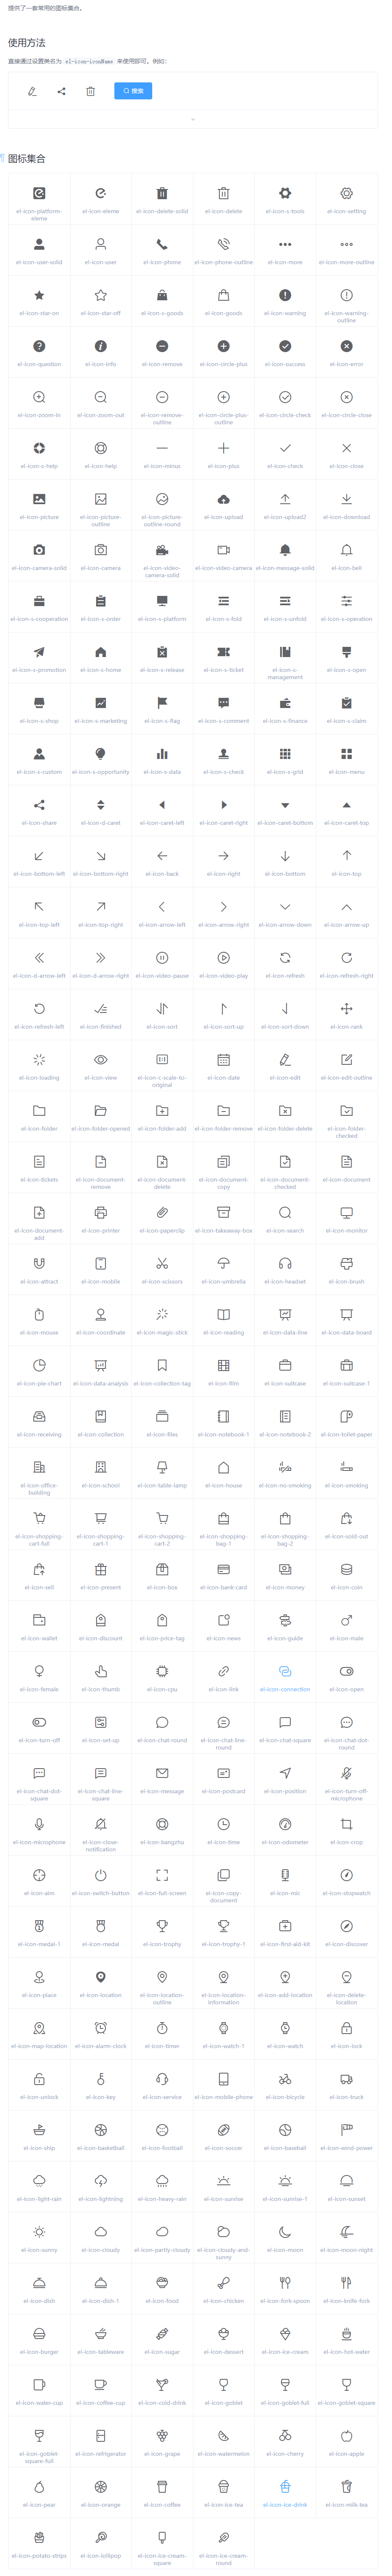 提供了一套常用的图标集合。
使用方法
直接通过设置类名为 el-icon-iconName 来使用即可。例如:
搜索
¶ 图标集合
el-icon-platform-eleme
el-icon-eleme
el-icon-delete-solid
el-icon-delete
el-icon-s-tools
el-icon-setting
el-icon-user-solid
el-icon-user
el-icon-phone
el-icon-phone-outline
el-icon-more
el-icon-more-outline
el-icon-star-on
el-icon-star-off
el-icon-s-goods
el-icon-goods
el-icon-warning
el-icon-warning-outline
el-icon-question
el-icon-info
el-icon-remove
el-icon-circle-plus
el-icon-success
el-icon-error
el-icon-zoom-in
el-icon-zoom-out
el-icon-remove-outline
el-icon-circle-plus-outline
el-icon-circle-check
el-icon-circle-close
el-icon-s-help
el-icon-help
el-icon-minus
el-icon-plus
el-icon-check
el-icon-close
el-icon-picture
el-icon-picture-outline
el-icon-picture-outline-round
el-icon-upload
el-icon-upload2
el-icon-download
el-icon-camera-solid
el-icon-camera
el-icon-video-camera-solid
el-icon-video-camera
el-icon-message-solid
el-icon-bell
el-icon-s-cooperation
el-icon-s-order
el-icon-s-platform
el-icon-s-fold
el-icon-s-unfold
el-icon-s-operation
el-icon-s-promotion
el-icon-s-home
el-icon-s-release
el-icon-s-ticket
el-icon-s-management
el-icon-s-open
el-icon-s-shop
el-icon-s-marketing
el-icon-s-flag
el-icon-s-comment
el-icon-s-finance
el-icon-s-claim
el-icon-s-custom
el-icon-s-opportunity
el-icon-s-data
el-icon-s-check
el-icon-s-grid
el-icon-menu
el-icon-share
el-icon-d-caret
el-icon-caret-left
el-icon-caret-right
el-icon-caret-bottom
el-icon-caret-top
el-icon-bottom-left
el-icon-bottom-right
el-icon-back
el-icon-right
el-icon-bottom
el-icon-top
el-icon-top-left
el-icon-top-right
el-icon-arrow-left
el-icon-arrow-right
el-icon-arrow-down
el-icon-arrow-up
el-icon-d-arrow-left
el-icon-d-arrow-right
el-icon-video-pause
el-icon-video-play
el-icon-refresh
el-icon-refresh-right
el-icon-refresh-left
el-icon-finished
el-icon-sort
el-icon-sort-up
el-icon-sort-down
el-icon-rank
el-icon-loading
el-icon-view
el-icon-c-scale-to-original
el-icon-date
el-icon-edit
el-icon-edit-outline
el-icon-folder
el-icon-folder-opened
el-icon-folder-add
el-icon-folder-remove
el-icon-folder-delete
el-icon-folder-checked
el-icon-tickets
el-icon-document-remove
el-icon-document-delete
el-icon-document-copy
el-icon-document-checked
el-icon-document
el-icon-document-add
el-icon-printer
el-icon-paperclip
el-icon-takeaway-box
el-icon-search
el-icon-monitor
el-icon-attract
el-icon-mobile
el-icon-scissors
el-icon-umbrella
el-icon-headset
el-icon-brush
el-icon-mouse
el-icon-coordinate
el-icon-magic-stick
el-icon-reading
el-icon-data-line
el-icon-data-board
el-icon-pie-chart
el-icon-data-analysis
el-icon-collection-tag
el-icon-film
el-icon-suitcase
el-icon-suitcase-1
el-icon-receiving
el-icon-collection
el-icon-files
el-icon-notebook-1
el-icon-notebook-2
el-icon-toilet-paper
el-icon-office-building
el-icon-school
el-icon-table-lamp
el-icon-house
el-icon-no-smoking
el-icon-smoking
el-icon-shopping-cart-full
el-icon-shopping-cart-1
el-icon-shopping-cart-2
el-icon-shopping-bag-1
el-icon-shopping-bag-2
el-icon-sold-out
el-icon-sell
el-icon-present
el-icon-box
el-icon-bank-card
el-icon-money
el-icon-coin
el-icon-wallet
el-icon-discount
el-icon-price-tag
el-icon-news
el-icon-guide
el-icon-male
el-icon-female
el-icon-thumb
el-icon-cpu
el-icon-link
el-icon-connection
el-icon-open
el-icon-turn-off
el-icon-set-up
el-icon-chat-round
el-icon-chat-line-round
el-icon-chat-square
el-icon-chat-dot-round
el-icon-chat-dot-square
el-icon-chat-line-square
el-icon-message
el-icon-postcard
el-icon-position
el-icon-turn-off-microphone
el-icon-microphone
el-icon-close-notification
el-icon-bangzhu
el-icon-time
el-icon-odometer
el-icon-crop
el-icon-aim
el-icon-switch-button
el-icon-full-screen
el-icon-copy-document
el-icon-mic
el-icon-stopwatch
el-icon-medal-1
el-icon-medal
el-icon-trophy
el-icon-trophy-1
el-icon-first-aid-kit
el-icon-discover
el-icon-place
el-icon-location
el-icon-location-outline
el-icon-location-information
el-icon-add-location
el-icon-delete-location
el-icon-map-location
el-icon-alarm-clock
el-icon-timer
el-icon-watch-1
el-icon-watch
el-icon-lock
el-icon-unlock
el-icon-key
el-icon-service
el-icon-mobile-phone
el-icon-bicycle
el-icon-truck
el-icon-ship
el-icon-basketball
el-icon-football
el-icon-soccer
el-icon-baseball
el-icon-wind-power
el-icon-light-rain
el-icon-lightning
el-icon-heavy-rain
el-icon-sunrise
el-icon-sunrise-1
el-icon-sunset
el-icon-sunny
el-icon-cloudy
el-icon-partly-cloudy
el-icon-cloudy-and-sunny
el-icon-moon
el-icon-moon-night
el-icon-dish
el-icon-dish-1
el-icon-food
el-icon-chicken
el-icon-fork-spoon
el-icon-knife-fork
el-icon-burger
el-icon-tableware
el-icon-sugar
el-icon-dessert
el-icon-ice-cream
el-icon-hot-water
el-icon-water-cup
el-icon-coffee-cup
el-icon-cold-drink
el-icon-goblet
el-icon-goblet-full
el-icon-goblet-square
el-icon-goblet-square-full
el-icon-refrigerator
el-icon-grape
el-icon-watermelon
el-icon-cherry
el-icon-apple
el-icon-pear
el-icon-orange
el-icon-coffee
el-icon-ice-tea
el-icon-ice-drink
el-icon-milk-tea
el-icon-potato-strips
el-icon-lollipop
el-icon-ice-cream-square
el-icon-ice-cream-round